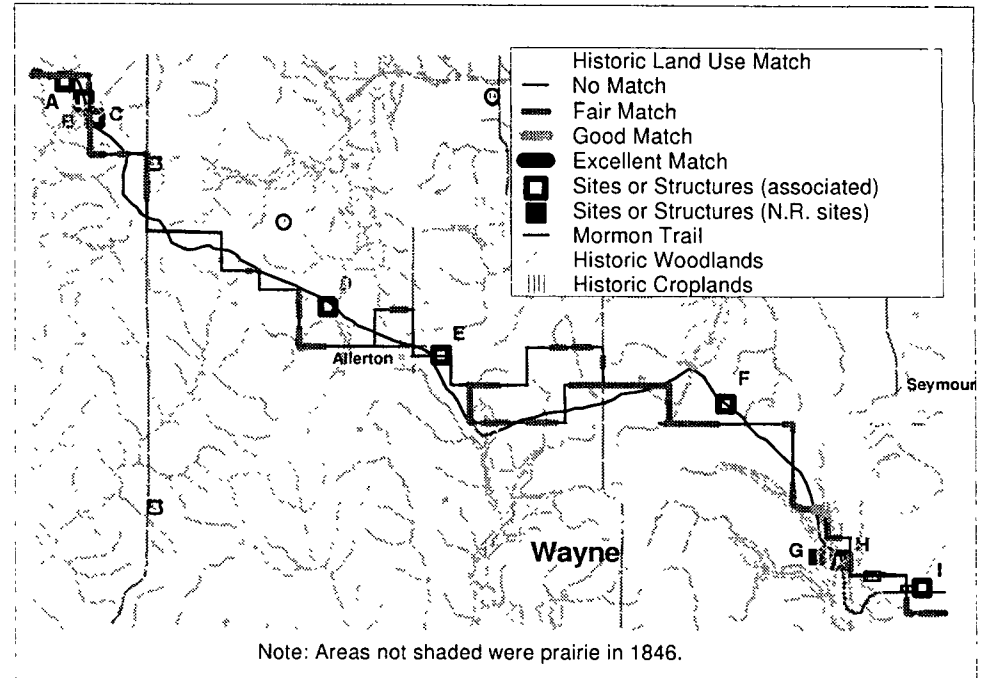 Historic Land Use Match
No Match
Fair Match
Good Match
Excellent Match
Sites or Structures (associated)
Sites or Structures (N.R. sites)
Mormon Trail
Historic Woodlands
Historic Croplands
A
B
C
D
Allerton
E
F
Seymour
Wayne
G
H
I
Note: Areas not shaded were prairie in 1846.